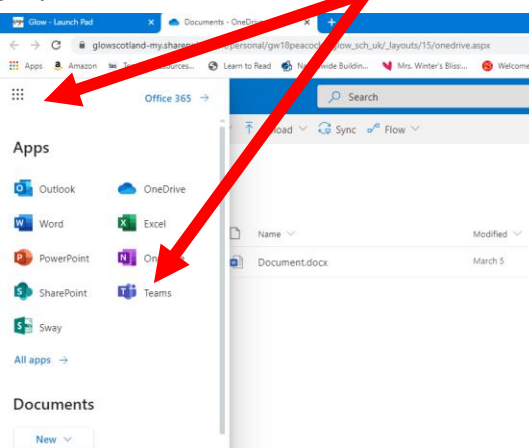 Glow - Launch Pad × Documents - OneDrive × +
glowscotland-my.sharep /personal/gw18peacoc low_sch_uk/_layouts/15/onedrive.aspx
Apps Amazon Learn to Read Mrs. Winter's Bliss:... Welcome
Office 365 → Search
Sync Flow
Apps
Outlook OneDrive
Word Excel Name Modified
PowerPoint Document.docx March 5
SharePoint Teams
Sway
All apps →
Documents
New